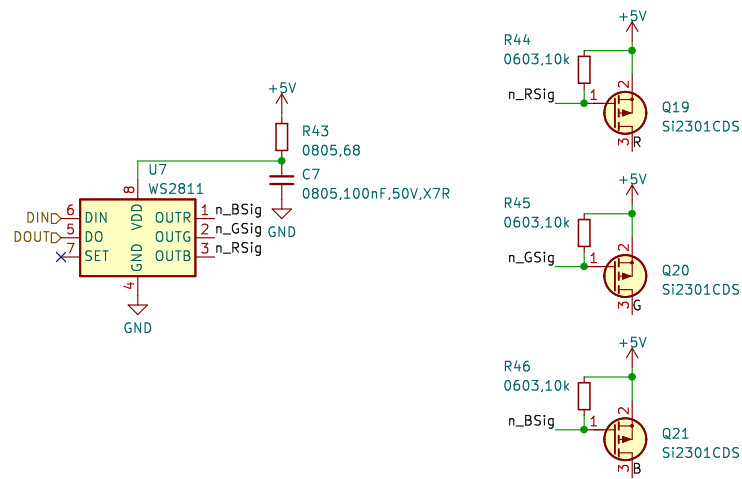 +5V
R43
0805,68
C7
0805,100nF,50V,X7R
GND
U7
WS2811
8
VDD
DIN 6 DIN OUTR 1 n_BSig
DOUT 5 DO OUTG 2 n_GSig
7 SET OUTB 3 n_RSig
GND
4
GND
+5V
R44
0603,10k
n_RSig 1
2
Q19
Si2301CDS
3 R
+5V
R45
0603,10k
n_GSig 1
2
Q20
Si2301CDS
3 G
+5V
R46
0603,10k
n_BSig 1
2
Q21
Si2301CDS
3 B